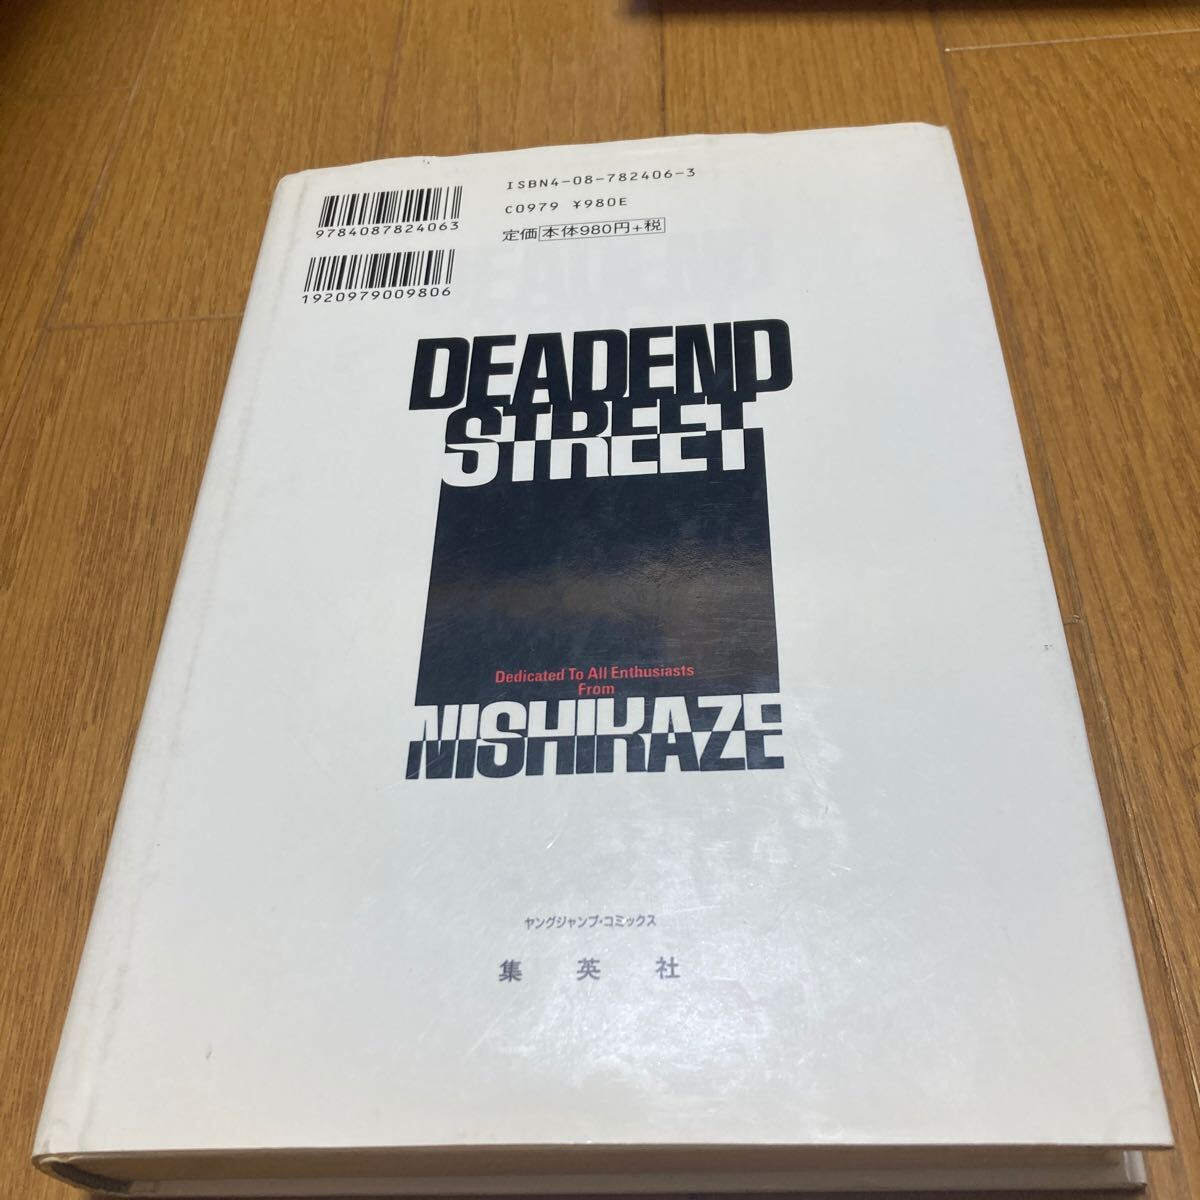 ISBN4-08-782406-3
9784087824063
C0979 ¥980E
定価 本体980円+税
1920979009806
DEADEND
STREET
Dedicated To All Enthusiasts
From
NISHIKAZE
ヤングジャンプ・コミックス
集英社